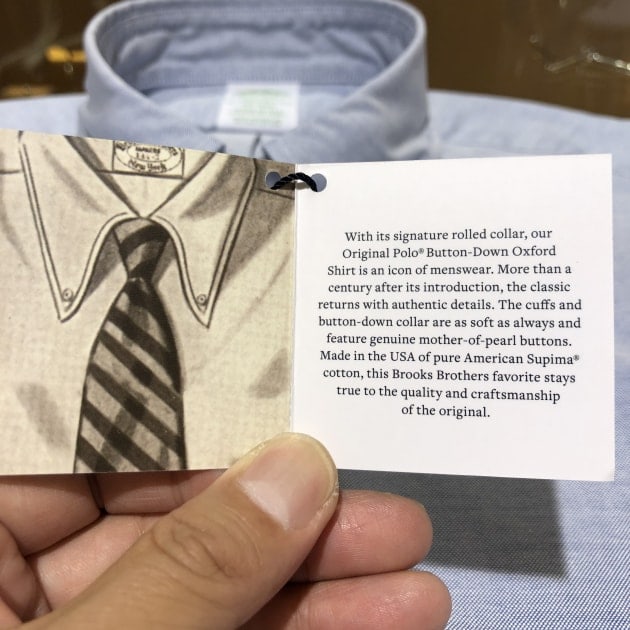 New York
With its signature rolled collar, our
Original Polo® Button-Down Oxford
Shirt is an icon of menswear. More than a
century after its introduction, the classic
returns with authentic details. The cuffs and
button-down collar are as soft as always and
feature genuine mother-of-pearl buttons.
Made in the USA of pure American Supima®
cotton, this Brooks Brothers favorite stays
true to the quality and craftsmanship
of the original.